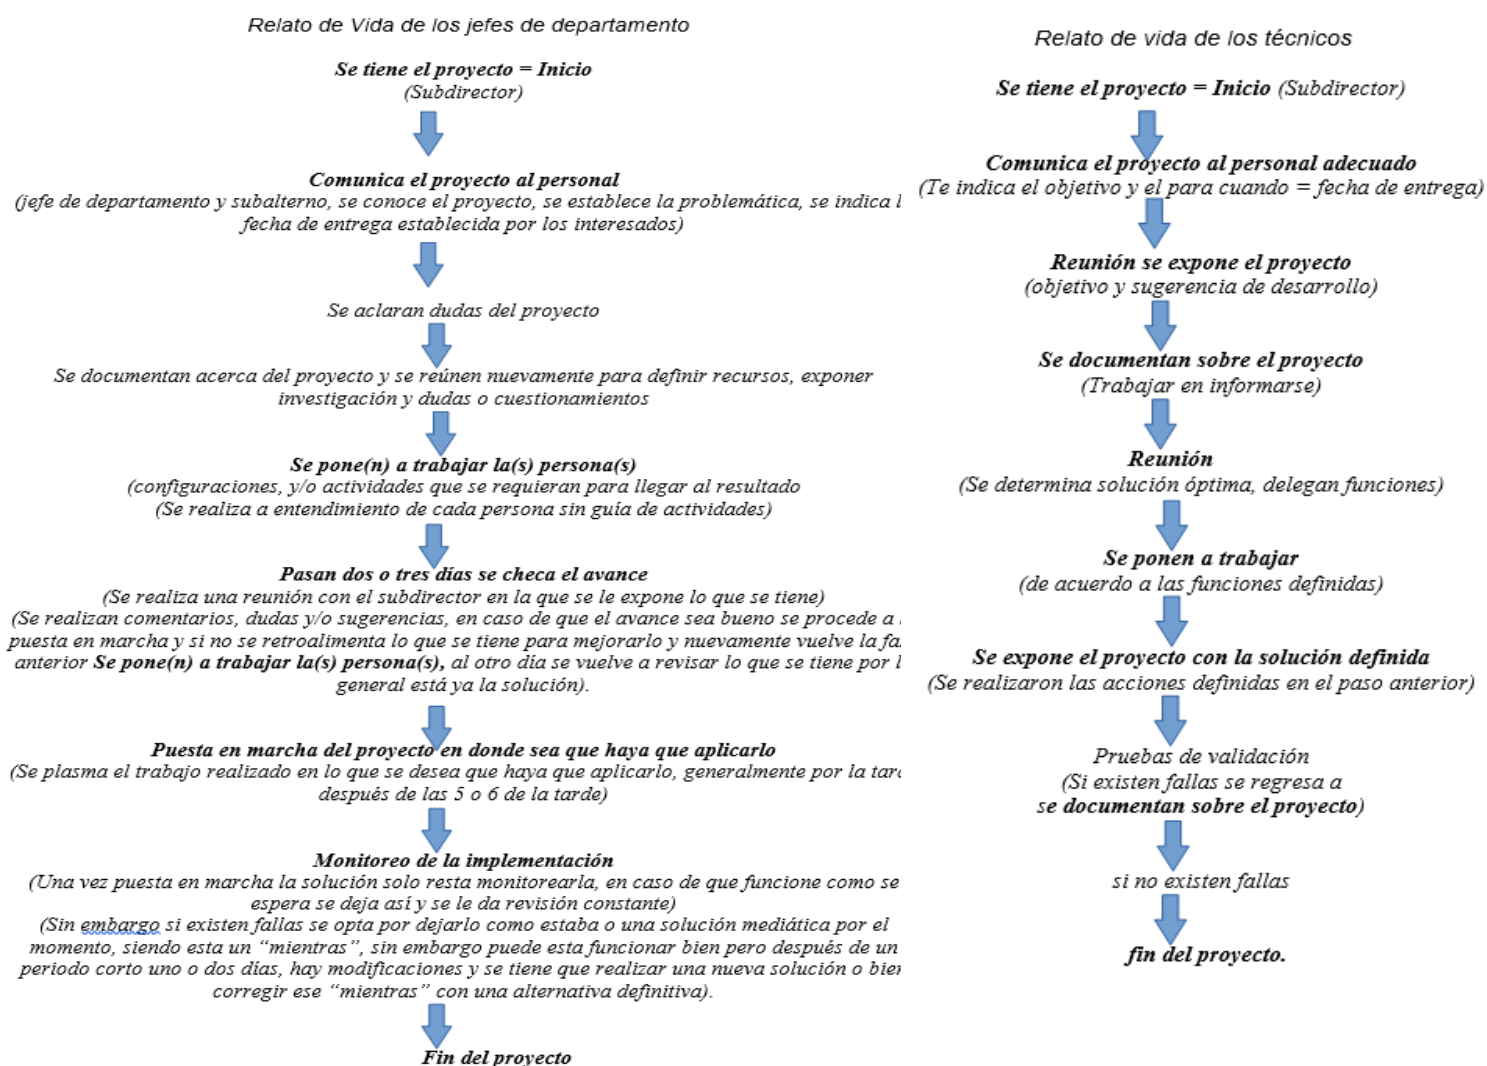 Relato de Vida de los jefes de departamento
Se tiene el proyecto = Inicio
(Subdirector)
Comunica el proyecto al personal
(jefe de departamento y subalterno, se conoce el proyecto, se establece la problemática, se indica
fecha de entrega establecida por los interesados)
Se aclaran dudas del proyecto
Se documentan acerca del proyecto y se reúnen nuevamente para definir recursos, exponer
investigación y dudas o cuestionamientos
Se pone(n) a trabajar la(s) persona(s)
(configuraciones, y/o actividades que se requieran para llegar al resultado
(Se realiza a entendimiento de cada persona sin guía de actividades)
Pasan dos o tres días se checa el avance
(Se realiza una reunión con el subdirector en la que se le expone lo que se tiene)
(Se realizan comentarios, dudas y/o sugerencias, en caso de que el avance sea bueno se procede a
puesta en marcha y si no se retroalimenta lo que se tiene para mejorarlo y nuevamente vuelve la
anterior Se pone(n) a trabajar la(s) persona(s), al otro día se vuelve a revisar lo que se tiene por
general está ya la solución).
Puesta en marcha del proyecto en donde sea que haya que aplicarlo
(Se plasma el trabajo realizado en lo que se desea que haya que aplicarlo, generalmente por la
después de las 5 o 6 de la tarde)
Monitoreo de la implementación
(Una vez puesta en marcha la solución solo resta monitorearla, en caso de que funcione como se
espera se deja así y se le da revisión constante)
(Sin embargo si existen fallas se opta por dejarlo como estaba o una solución mediática por el
momento, siendo esta un “mientras”, sin embargo puede esta funcionar bien pero después de un
periodo corto uno o dos días, hay modificaciones y se tiene que realizar una nueva solución o bien
corregir ese “mientras” con una alternativa definitiva).
Fin del proyecto
Relato de vida de los técnicos
Se tiene el proyecto = Inicio (Subdirector)
Comunica el proyecto al personal adecuado
(Te indica el objetivo y el para cuando = fecha de entrega)
Reunión se expone el proyecto
(objetivo y sugerencia de desarrollo)
Se documentan sobre el proyecto
(Trabajar en informarse)
Reunión
(Se determina solución óptima, delegan funciones)
Se ponen a trabajar
(de acuerdo a las funciones definidas)
Se expone el proyecto con la solución definida
(Se realizaron las acciones definidas en el paso anterior)
Pruebas de validación
(Si existen fallas se regresa a
se documentan sobre el proyecto)
si no existen fallas
fin del proyecto.